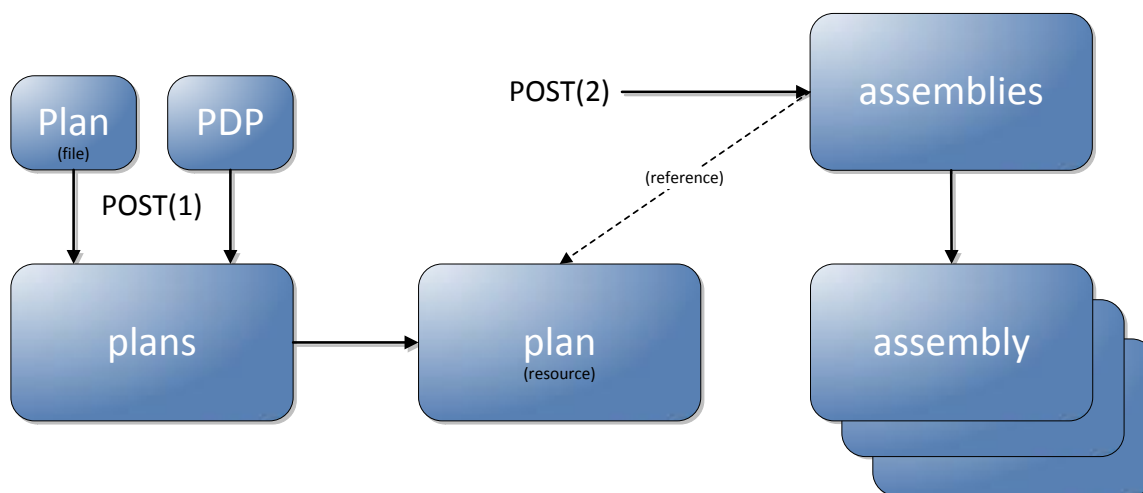 Plan
(file)
PDP
POST(1)
POST(2)
assemblies
(reference)
plans
plan
(resource)
assembly